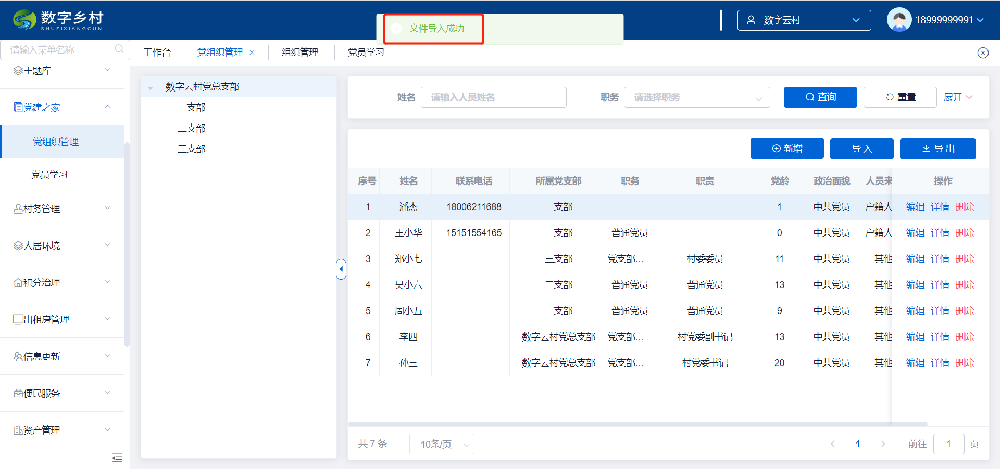 数字乡村
SHUZIXIANGCUN
文件导入成功
数字云村
18999999991
请输入菜单名称
工作台
党组织管理
组织管理
党员学习
主题库
党建之家
党组织管理
党员学习
村务管理
人居环境
积分治理
出租房管理
信息更新
便民服务
资产管理
数字云村党总支部
一支部
二支部
三支部
姓名 请输入人员姓名 职务 请选择职务 查询 重置 展开
新增 导入 导出
序号 姓名 联系电话 所属党支部 职务 职责 党龄 政治面貌 人员来 操作
1 潘杰 18006211688 一支部 1 中共党员 户籍人 编辑 详情 删除
2 王小华 15151554165 一支部 普通党员 0 中共党员 户籍人 编辑 详情 删除
3 郑小七 三支部 党支部... 村委委员 11 中共党员 其他 编辑 详情 删除
4 吴小六 二支部 普通党员 普通党员 13 中共党员 其他 编辑 详情 删除
5 周小五 一支部 普通党员 普通党员 9 中共党员 其他 编辑 详情 删除
6 李四 数字云村党总支部 党支部... 村党委副书记 13 中共党员 其他 编辑 详情 删除
7 孙三 数字云村党总支部 党支部... 村党委书记 20 中共党员 其他 编辑 详情 删除
共 7 条 10条/页 1 前往 1 页